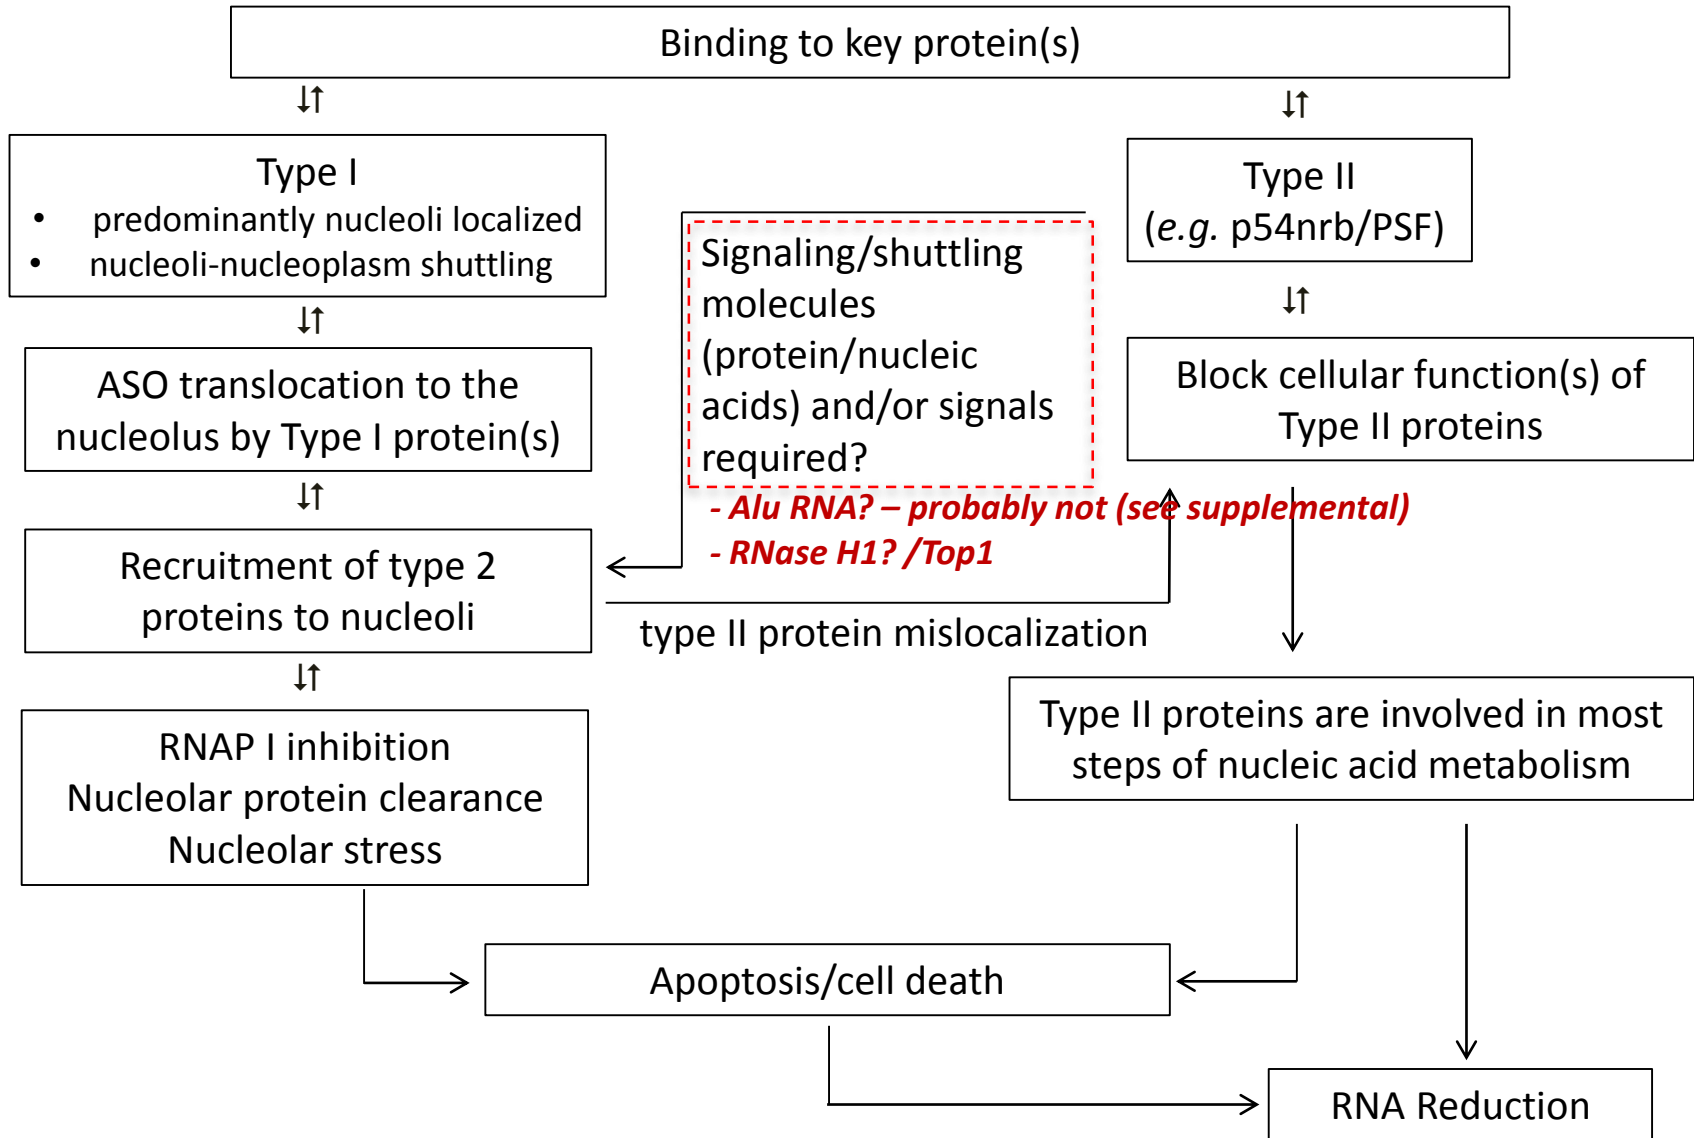 Binding to key protein(s)
↓↑
↓↑
Type I
• predominantly nucleoli localized
• nucleoli-nucleoplasm shuttling
Type II
(e.g. p54nrb/PSF)
Signaling/shuttling
molecules
(protein/nucleic
acids) and/or signals
required?
- Alu RNA? – probably not (see supplemental)
- RNase H1? /Top1
↓↑
↓↑
ASO translocation to the
nucleolus by Type I protein(s)
Block cellular function(s) of
Type II proteins
↓↑
Recruitment of type 2
proteins to nucleoli
type II protein mislocalization
↓↑
RNAP I inhibition
Nucleolar protein clearance
Nucleolar stress
Type II proteins are involved in most
steps of nucleic acid metabolism
Apoptosis/cell death
RNA Reduction